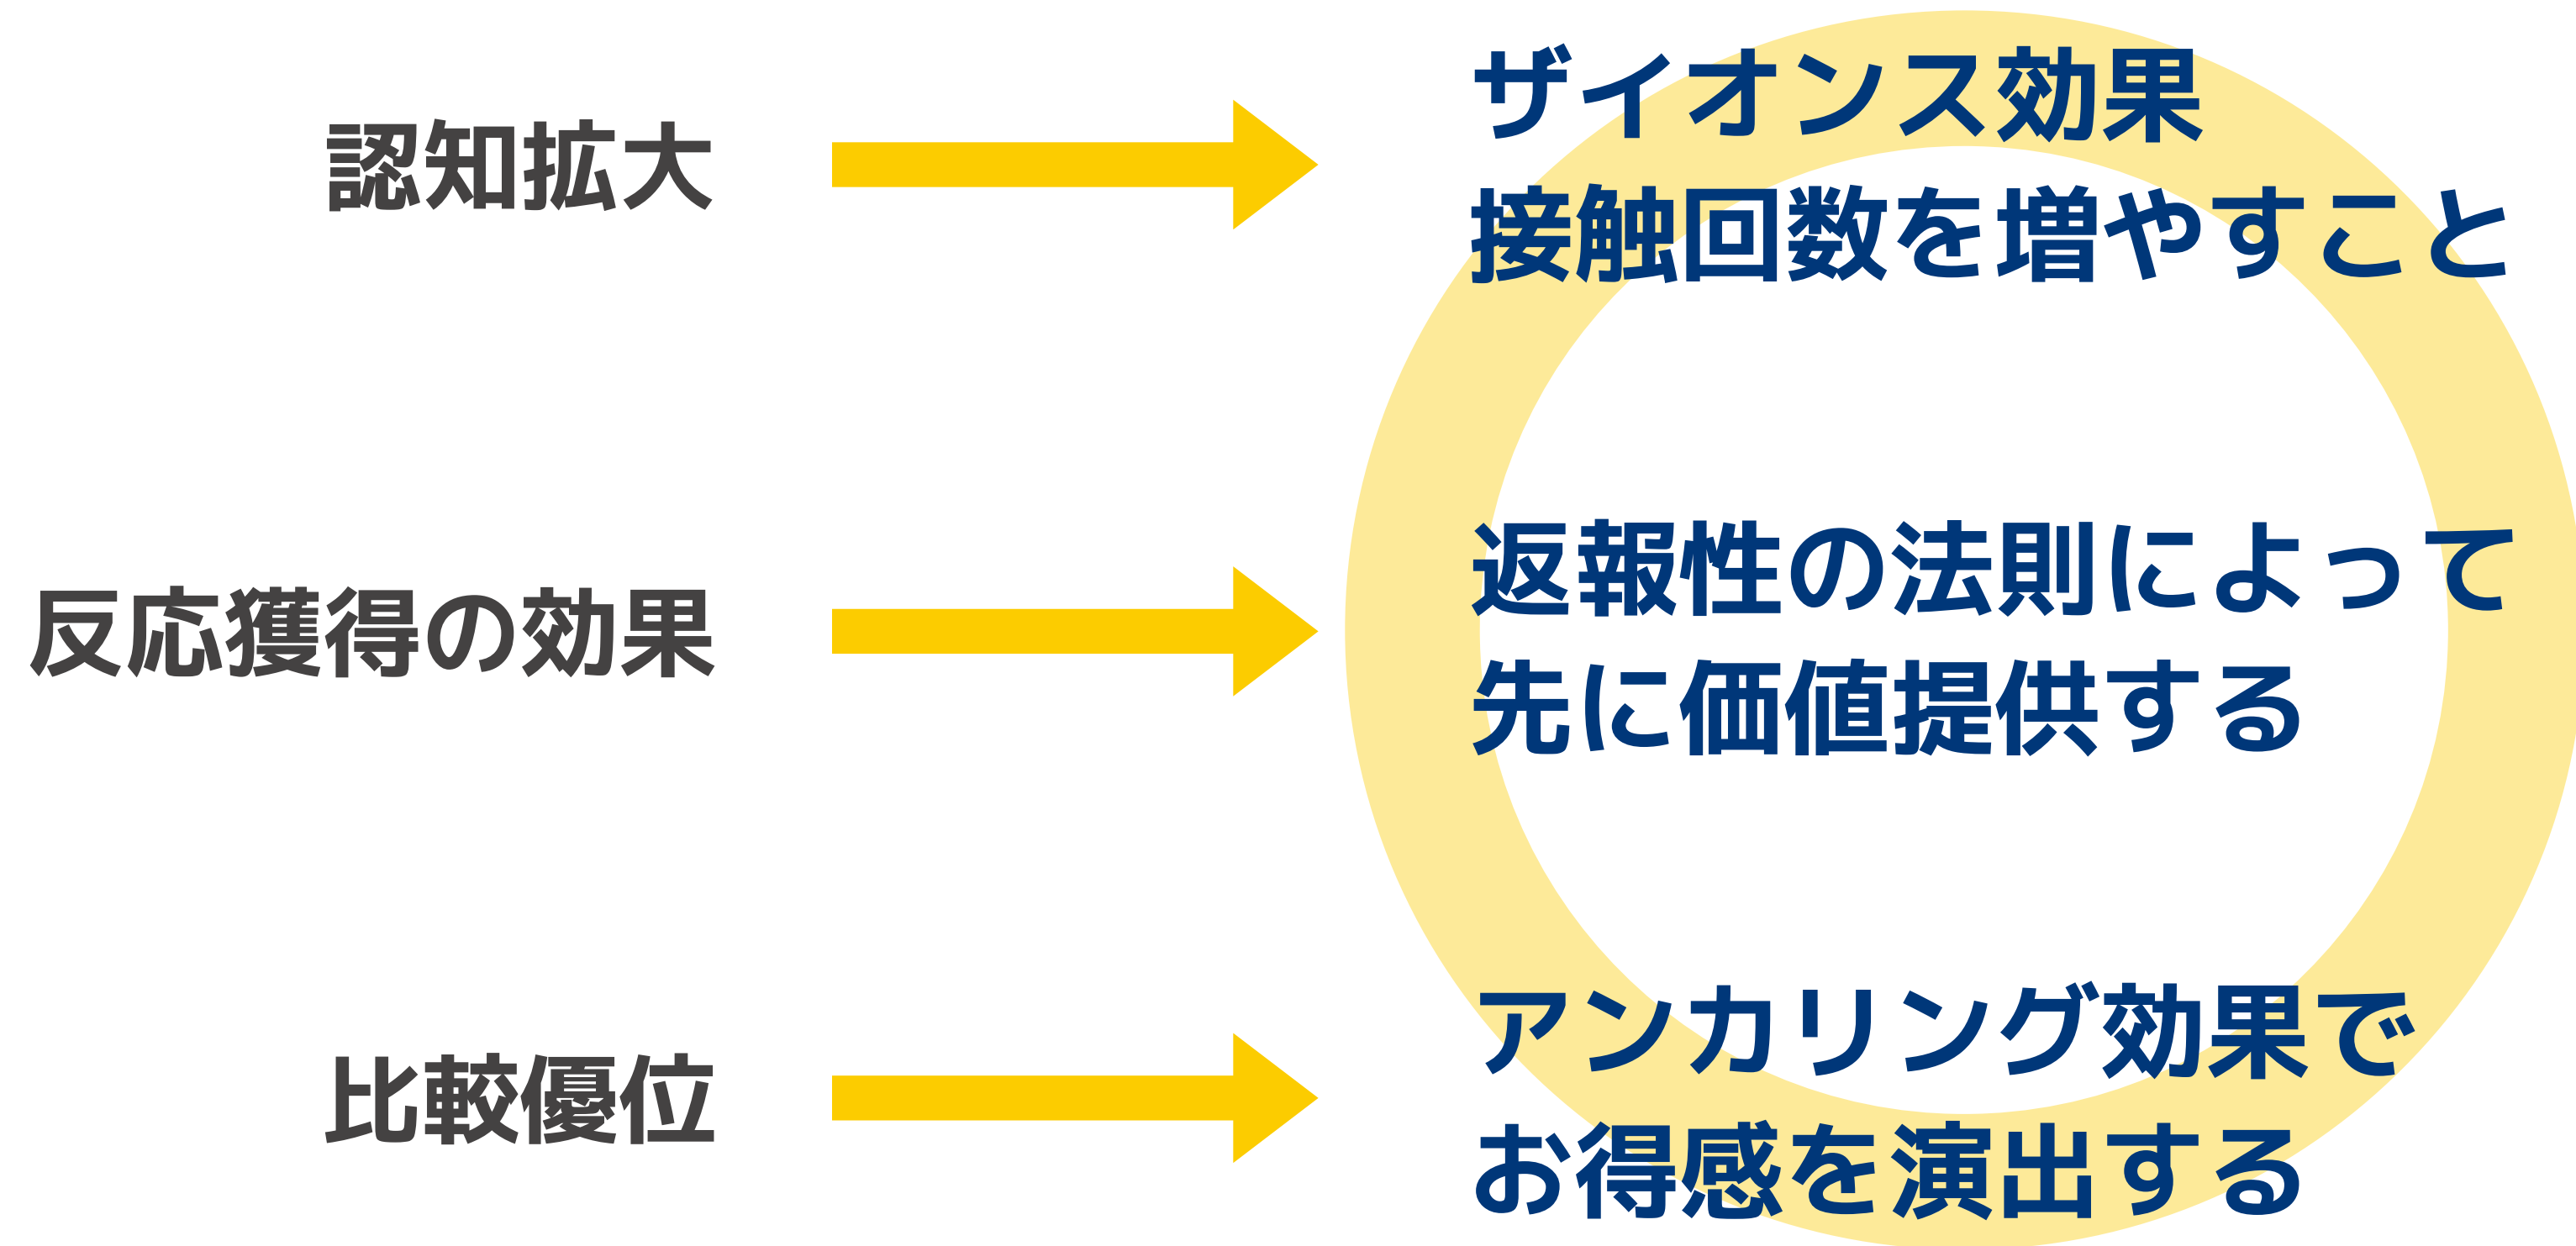 認知拡大
ザイオンス効果
接触回数を増やすこと
反応獲得の効果
返報性の法則によって
先に価値提供する
比較優位
アンカリング効果で
お得感を演出する